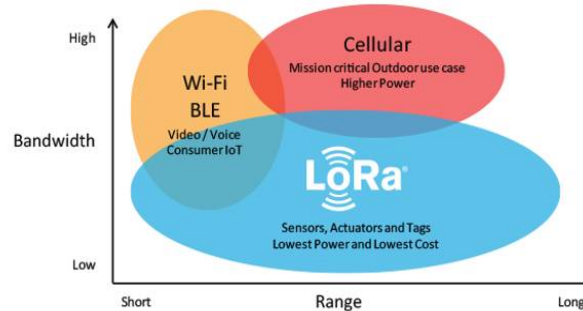 High
Bandwidth
Low
Wi-Fi
BLE
Video / Voice
Consumer IoT
Cellular
Mission critical Outdoor use case
Higher Power
LoRa®
Sensors, Actuators and Tags
Lowest Power and Lowest Cost
Short
Range
Long